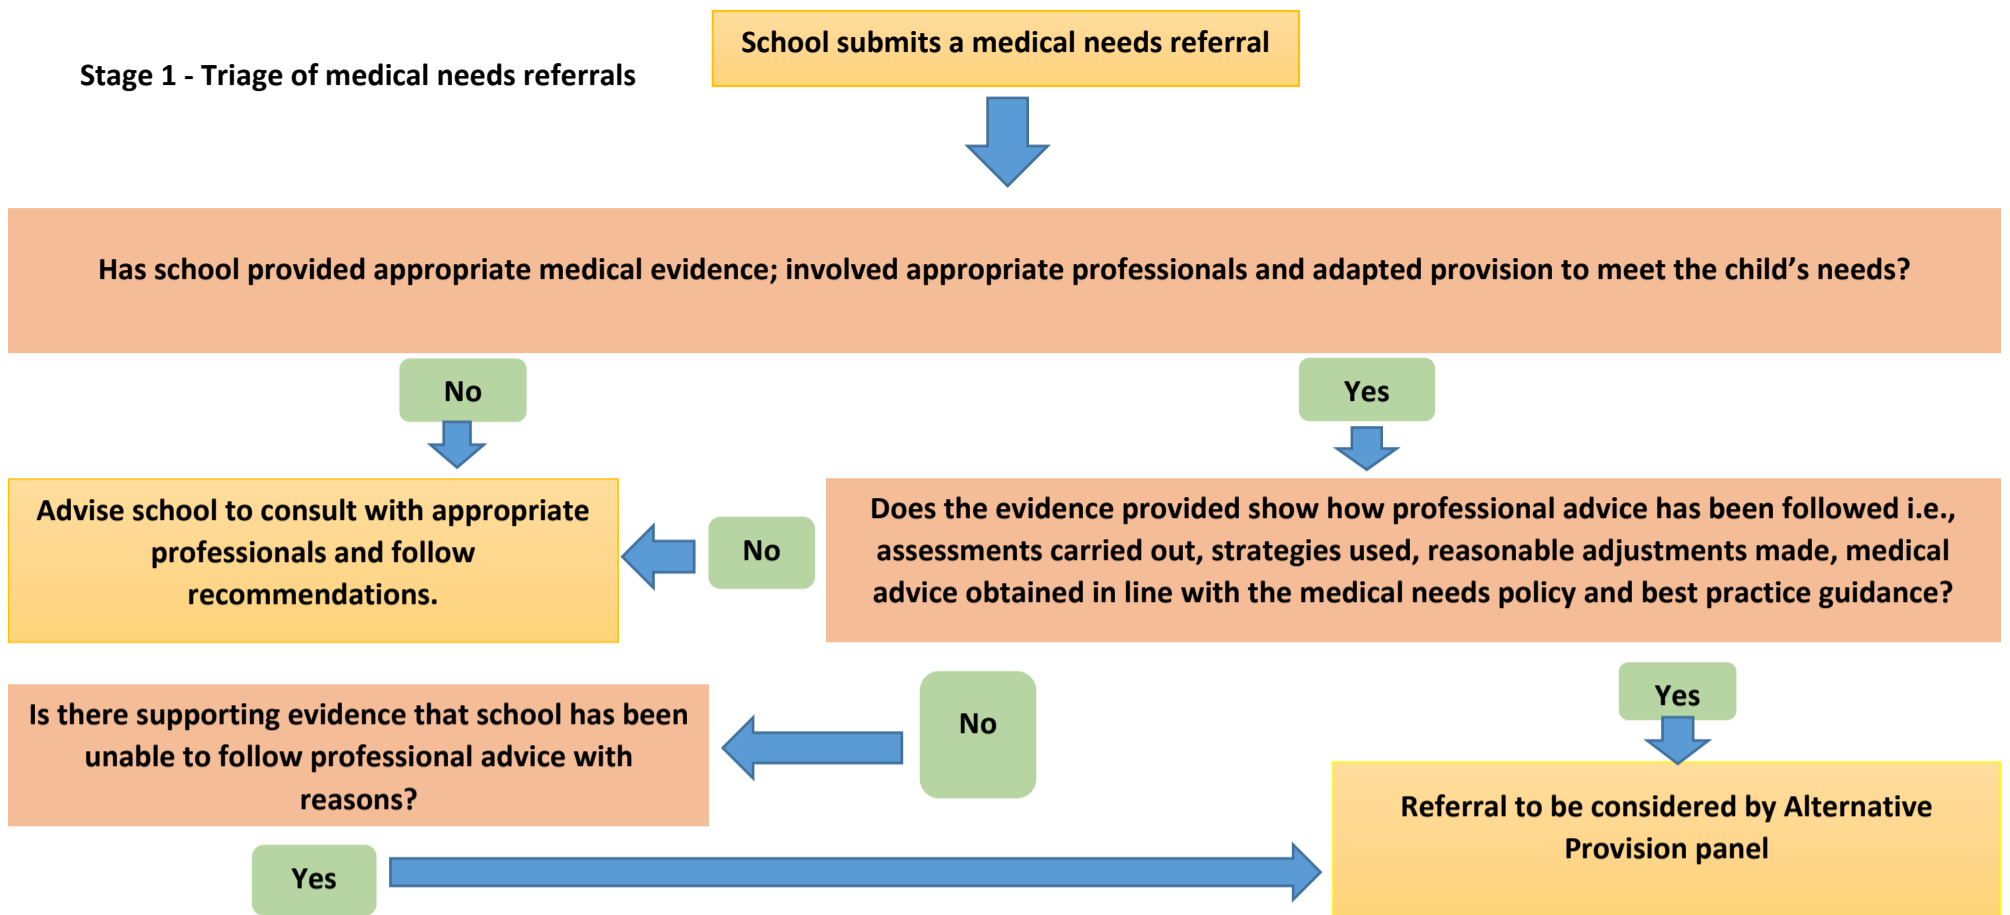 School submits a medical needs referral
Stage 1 - Triage of medical needs referrals
Has school provided appropriate medical evidence; involved appropriate professionals and adapted provision to meet the child’s needs?
No
Yes
Advise school to consult with appropriate
professionals and follow
recommendations.
No
Does the evidence provided show how professional advice has been followed i.e.,
assessments carried out, strategies used, reasonable adjustments made, medical
advice obtained in line with the medical needs policy and best practice guidance?
Is there supporting evidence that school has been
unable to follow professional advice with
reasons?
No
Yes
Referral to be considered by Alternative
Provision panel
Yes